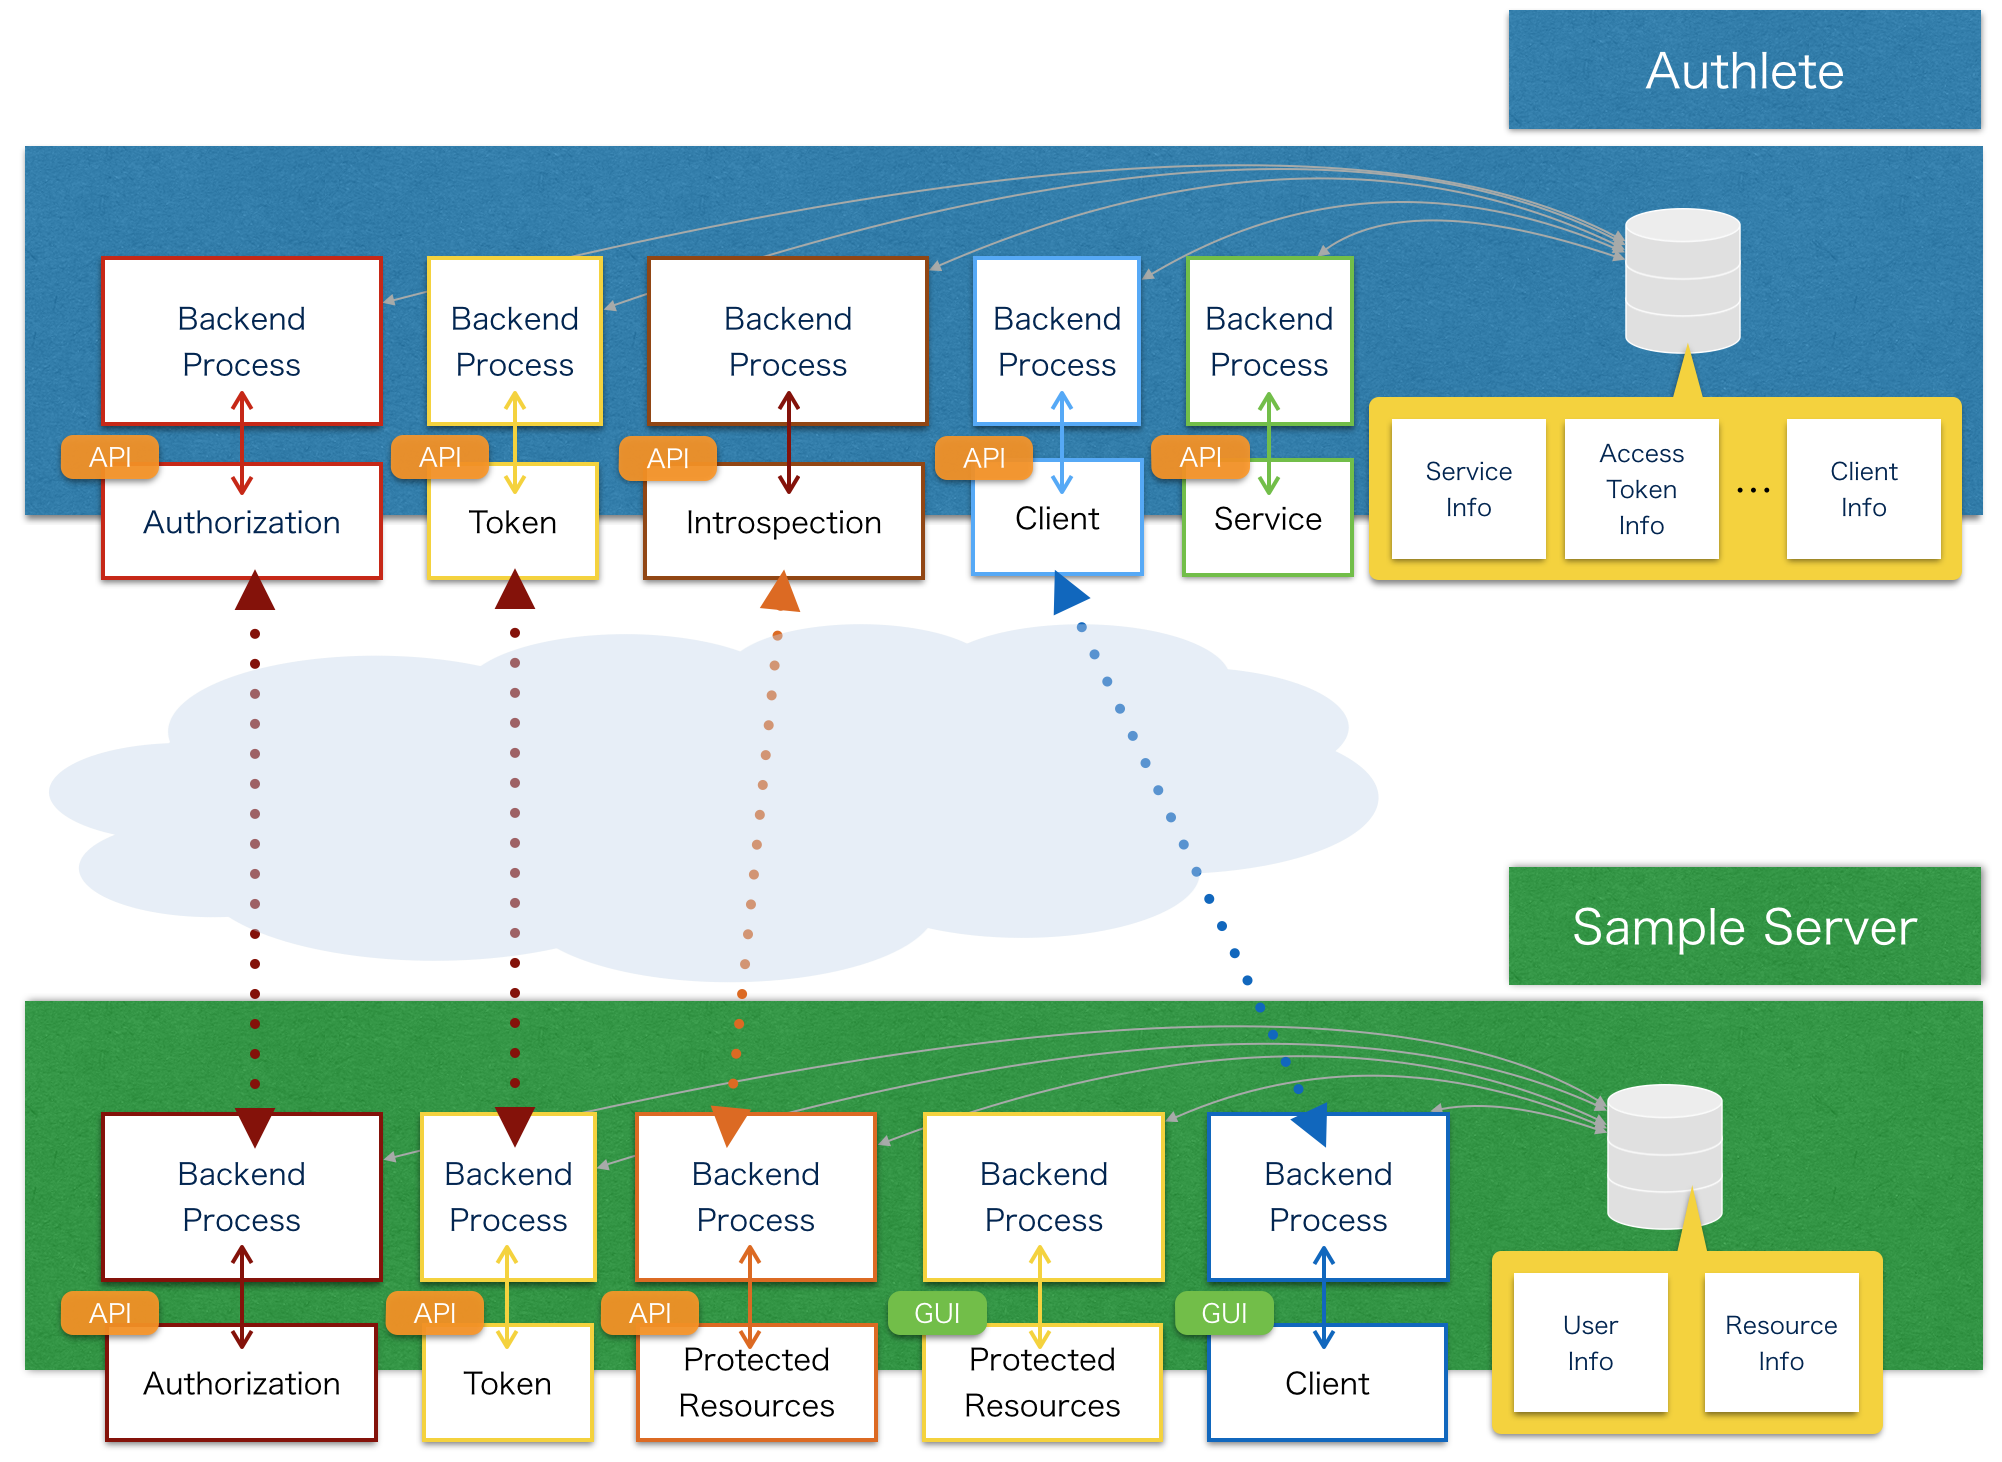 Authlete
Backend
Process
Backend
Process
Backend
Process
Backend
Process
Backend
Process
API
API
API
API
API
Authorization
Token
Introspection
Client
Service
Service
Info
Access
Token
Info
...
Client
Info
Sample Server
Backend
Process
Backend
Process
Backend
Process
Backend
Process
Backend
Process
API
API
API
GUI
GUI
Authorization
Token
Protected
Resources
Protected
Resources
Client
User
Info
Resource
Info